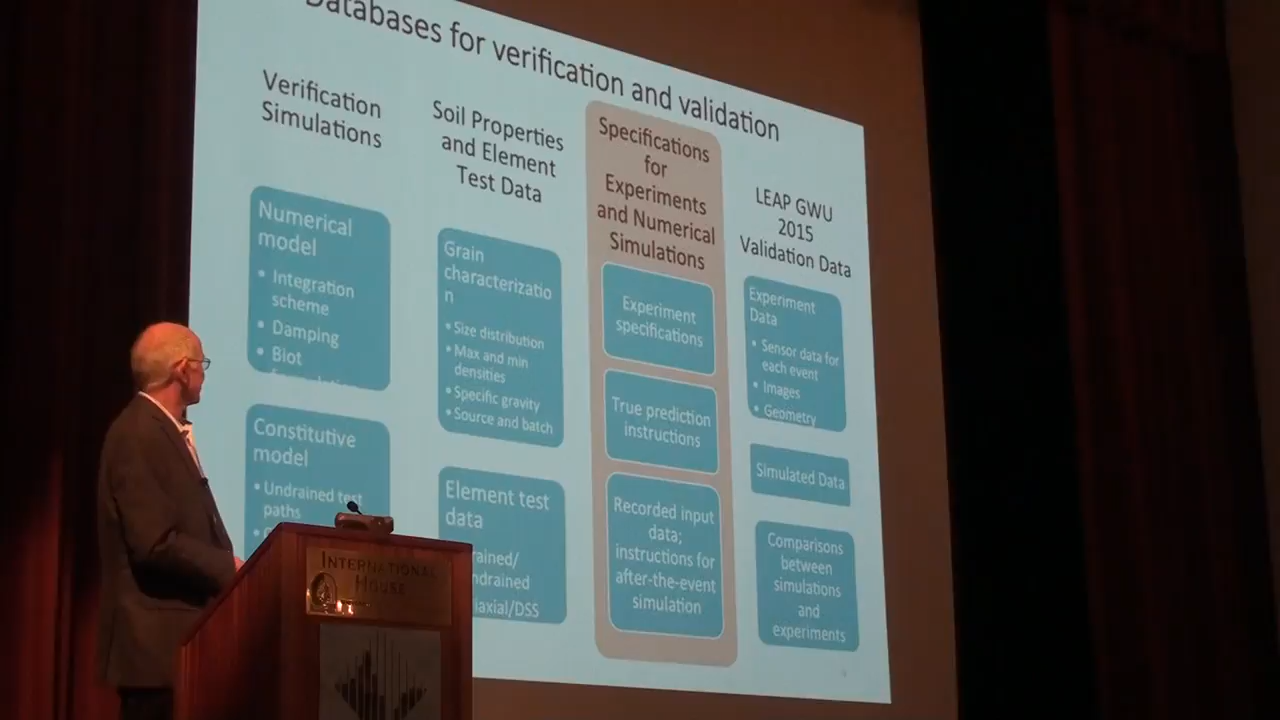 Databases for verification and validation
Verification
Simulations
Numerical
model
• Integration
scheme
• Damping
• Biot
Constitutive
model
• Undrained test
paths
Soil Properties
and Element
Test Data
Grain
characterizatio
n
• Size distribution
• Max and min
densities
• Specific gravity
• Source and batch
Element test
data
rained/
ndrained
iaxial/DSS
Specifications
for
Experiments
and Numerical
Simulations
Experiment
specifications
True prediction
instructions
Recorded input
data;
instructions for
after-the-event
simulation
LEAP GWU
2015
Validation Data
Experiment
Data
• Sensor data for
each event
• Images
• Geometry
Simulated Data
Comparisons
between
simulations
and
experiments
INTERNATIONAL
HOUSE